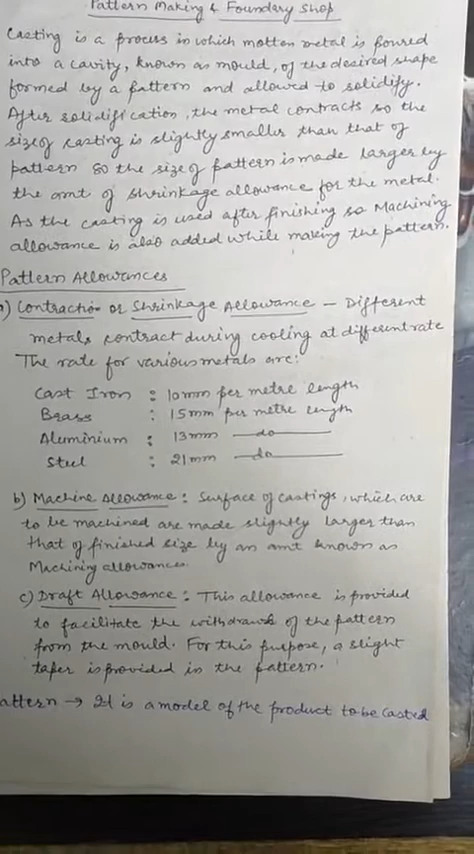 Pattern Making & Foundary Shop
Casting is a process in which motten metal is poured
into a cavity, known as mould, of the desired shape
formed by a pattern and allowed to solidify.
After solidification, the metal contracts so the
size of casting is slightly smaller than that of
pattern so the size of pattern is made larger by
the amt of shrinkage allowance for the metal.
As the casting is used after finishing so Machining
allowance is also added while making the pattern.
Pattern Allowances
a) Contraction or Shrinkage Allowance – Different
metals contract during cooling at different rate
The rate for various metals are:
Cast Iron : 10mm per metre length
Brass : 15mm per metre length
Aluminium : 13mm —do—
Steel : 21mm —do—
b) Machine Allowance : Surface of castings, which are
to be machined are made slightly larger than
that of finished size by an amt known as
Machining allowances.
c) Draft Allowance : This allowance is provided
to facilitate the withdrawl of the pattern
from the mould. For this purpose, a slight
taper is provided in the pattern.
attern → It is a model of the product to be casted